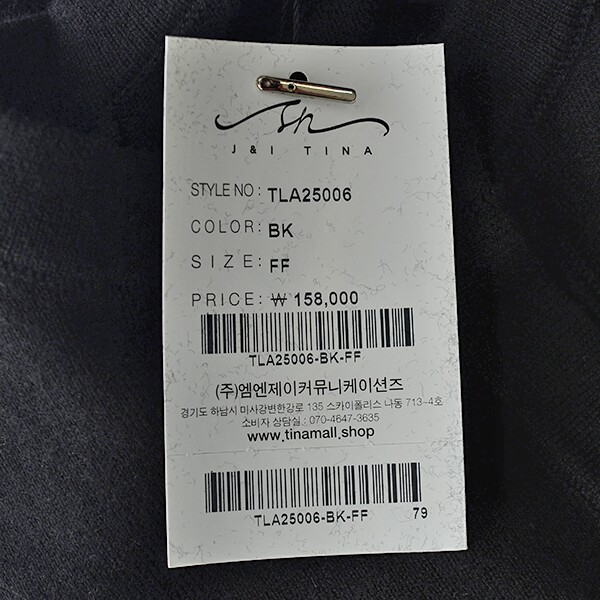 sh
J&I TINA
STYLE NO: TLA25006
COLOR: BK
SIZE: FF
PRICE: ₩ 158,000
TLA25006-BK-FF
(주)엠엔제이커뮤니케이션즈
경기도 하남시 미사강변한강로 135 스카이폴리스 나동 713-4호
소비자 상담실 : 070-4647-3635
www.tinamall.shop
TLA25006-BK-FF 79